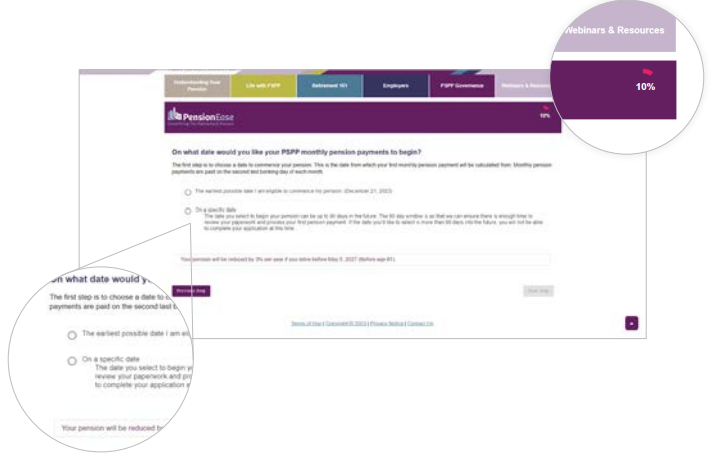 Webinars & Resources
10%
Understanding Your Pension
Life with PSPP
Retirement 101
Employers
PSPP Governance
Webinars & Resources
PensionEase
10%
On what date would you like your PSPP monthly pension payments to begin?
The first step is to choose a date to commence your pension. This is the date from which your first monthly pension payment will be calculated from. Monthly pension
payments are paid on the second last banking day of each month.
The earliest possible date I am eligible to commence my pension. (December 21, 2023)
On a specific date
The date you select to begin your pension can be up to 90 days in the future. The 90 day window is so that we can ensure there is enough time to
review your paperwork and process your first pension payment. If the date you'd like to select is more than 90 days into the future, you will not be able
to complete your application at this time.
Your pension will be reduced by 3% per year if you retire before May 5, 2027 (Before age 61).
Previous Step
Next Step
Terms of Use | Copyright © 2023 | Privacy Notice | Contact Us
On what date would y
The first step is to choose a date to c
payments are paid on the second last b
The earliest possible date I am eli
On a specific date
The date you select to begin y
review your paperwork and pro
to complete your application a
Your pension will be reduced b